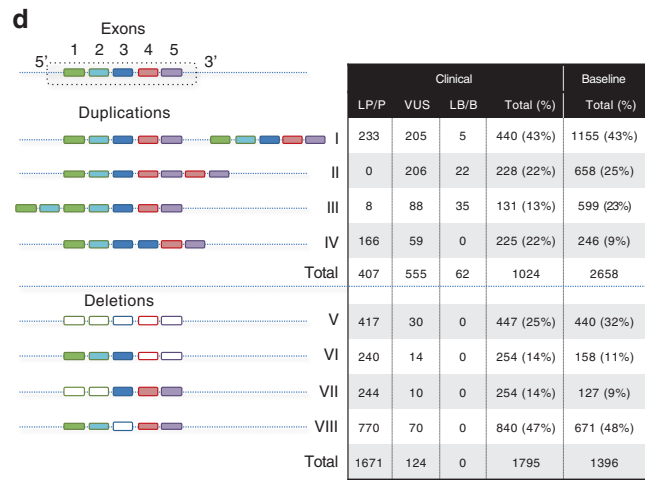 d
Exons
1 2 3 4 5
5’ 3’
Clinical Baseline
LP/P VUS LB/B Total (%) Total (%)
Duplications
I 233 205 5 440 (43%) 1155 (43%)
II 0 206 22 228 (22%) 658 (25%)
III 8 88 35 131 (13%) 599 (23%)
IV 166 59 0 225 (22%) 246 (9%)
Total 407 555 62 1024 2658
Deletions
V 417 30 0 447 (25%) 440 (32%)
VI 240 14 0 254 (14%) 158 (11%)
VII 244 10 0 254 (14%) 127 (9%)
VIII 770 70 0 840 (47%) 671 (48%)
Total 1671 124 0 1795 1396